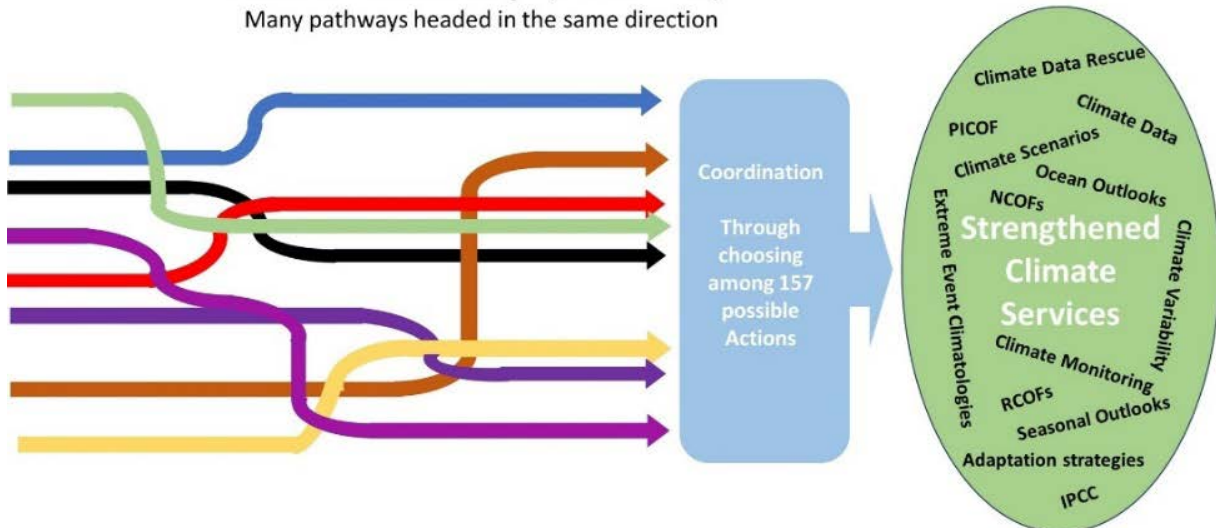 Many pathways headed in the same direction
Coordination
Through
choosing
among 157
possible
Actions
Climate Data Rescue
Climate Data
PICOF
Climate Scenarios
Ocean Outlooks
NCOFs
Extreme Event Climatologies
Strengthened
Climate
Services
Climate Variability
Climate Monitoring
RCOFs
Seasonal Outlooks
Adaptation strategies
IPCC